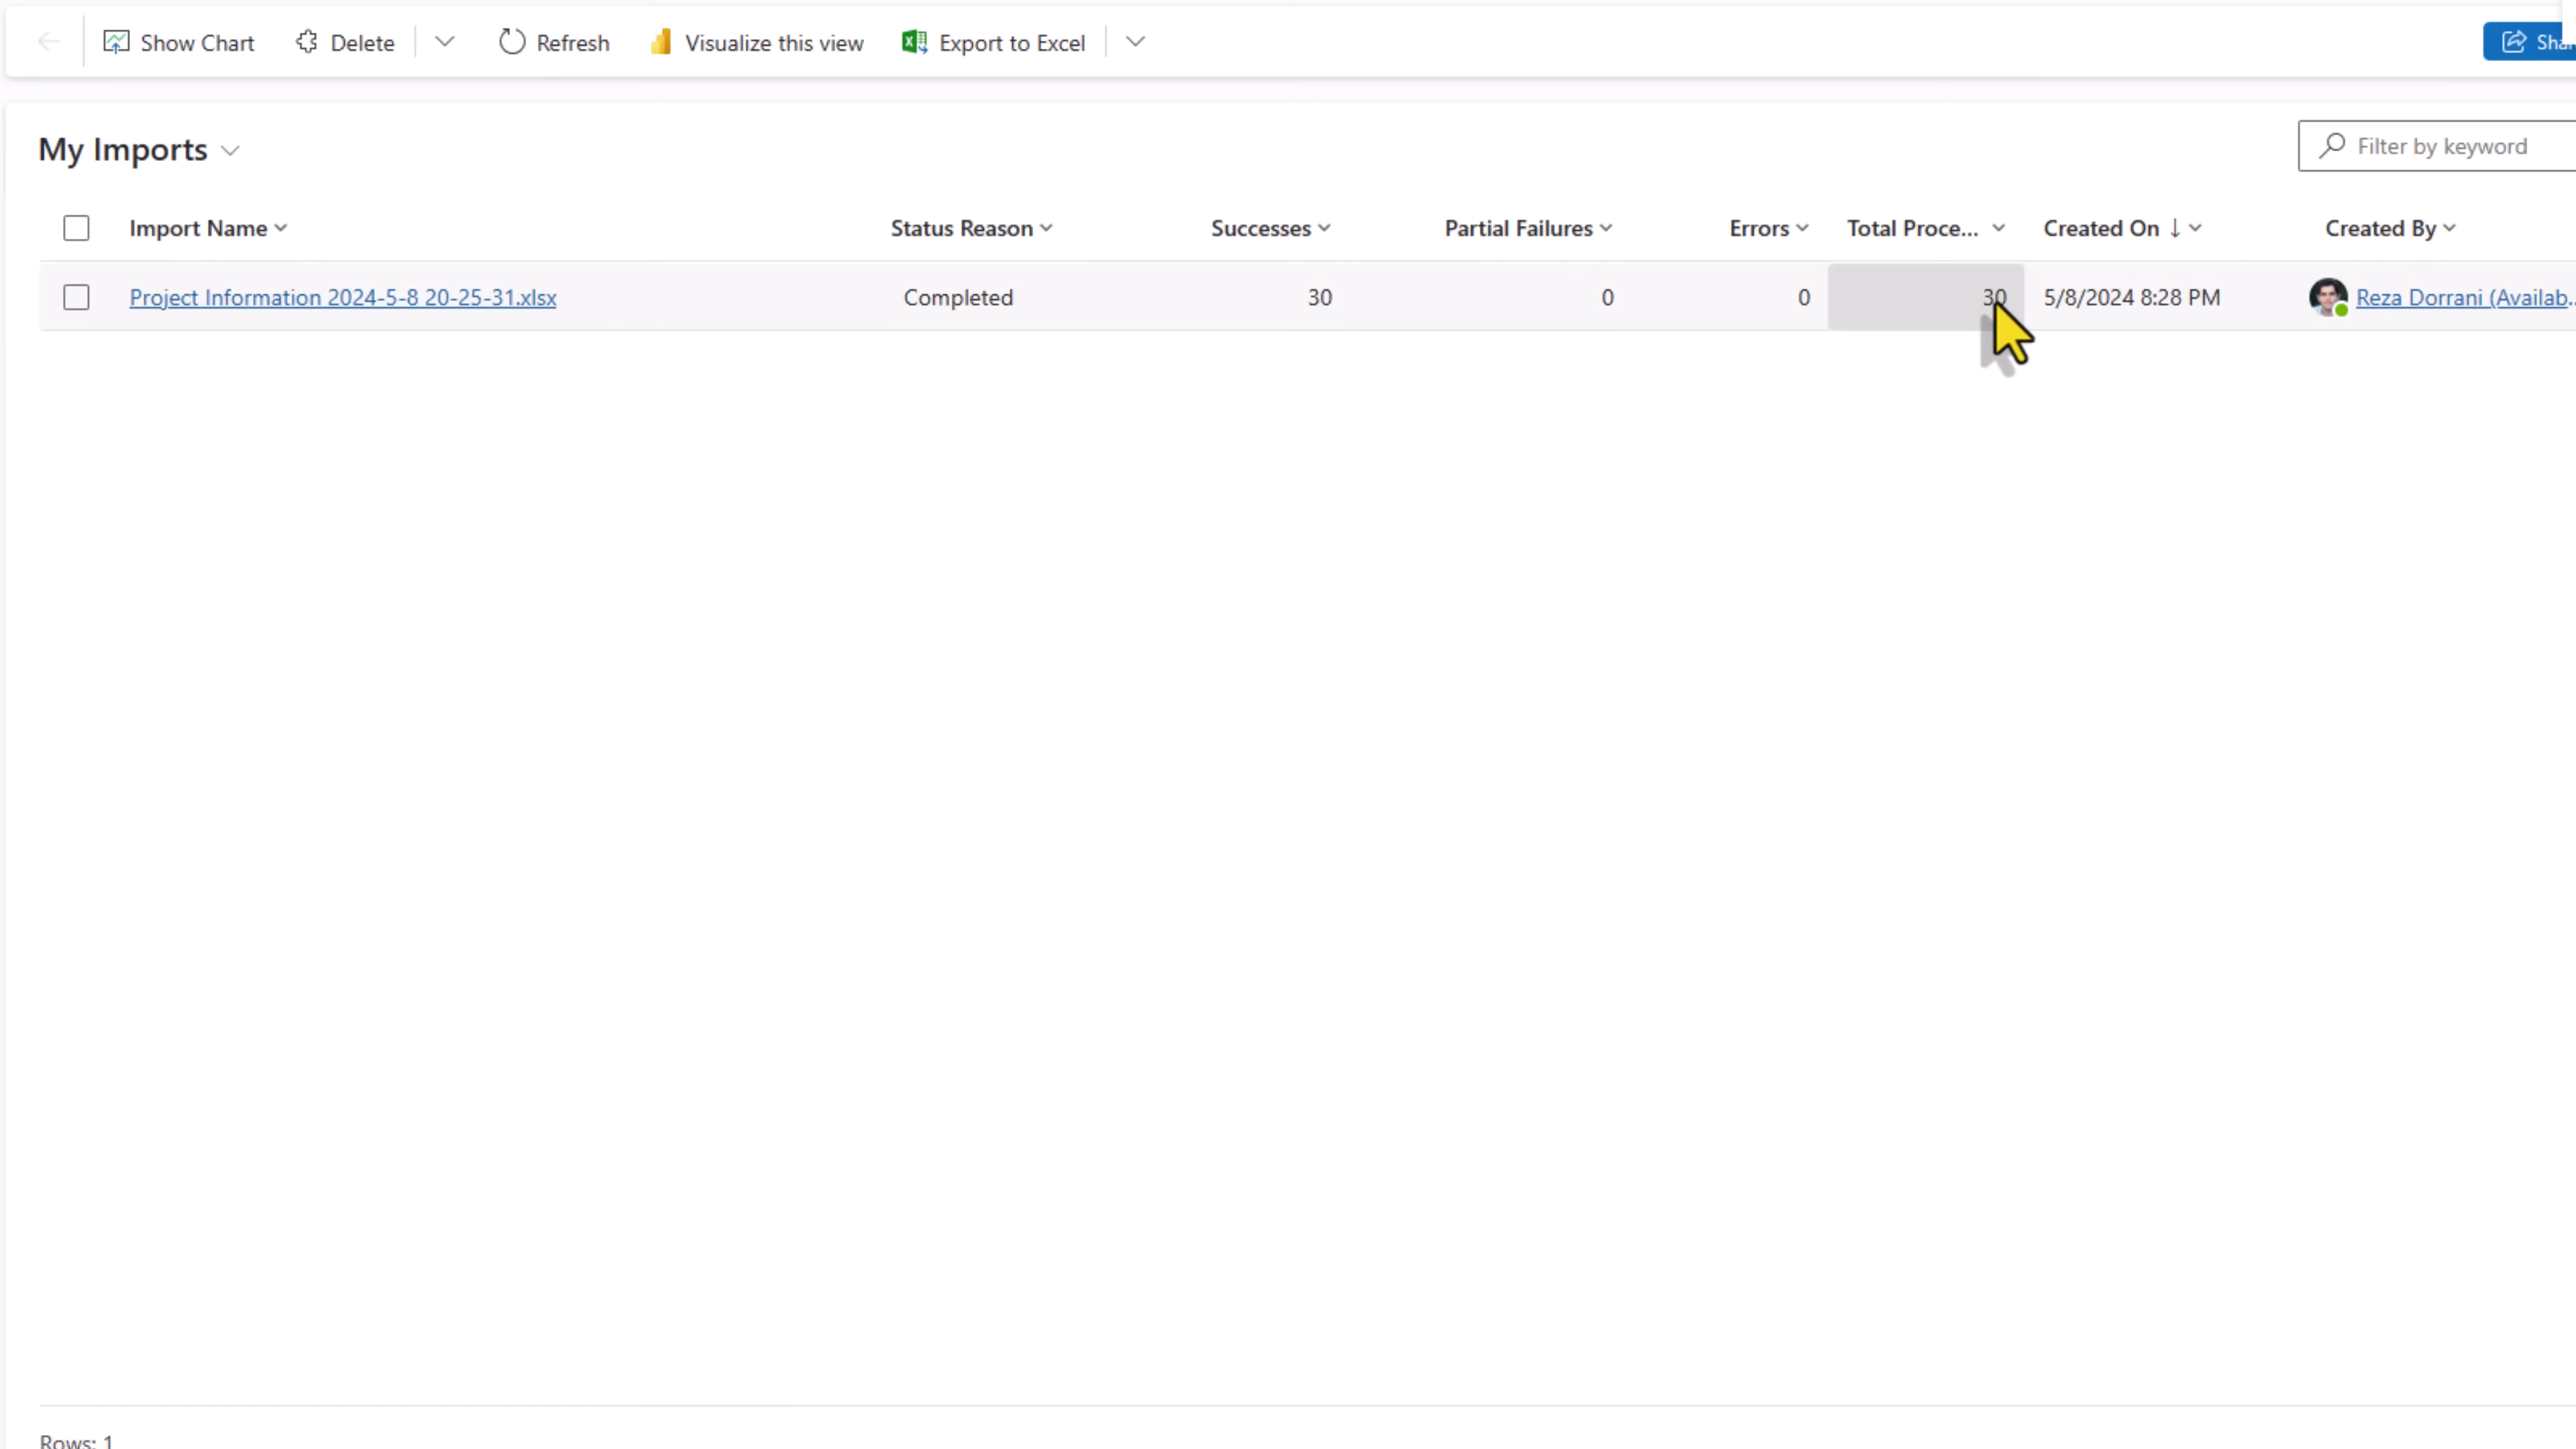 Show Chart Delete Refresh Visualize this view Export to Excel
My Imports Filter by keyword
Import Name Status Reason Successes Partial Failures Errors Total Proce... Created On Created By
Project Information 2024-5-8 20-25-31.xlsx Completed 30 0 0 30 5/8/2024 8:28 PM Reza Dorrani (Availab...
Rows: 1